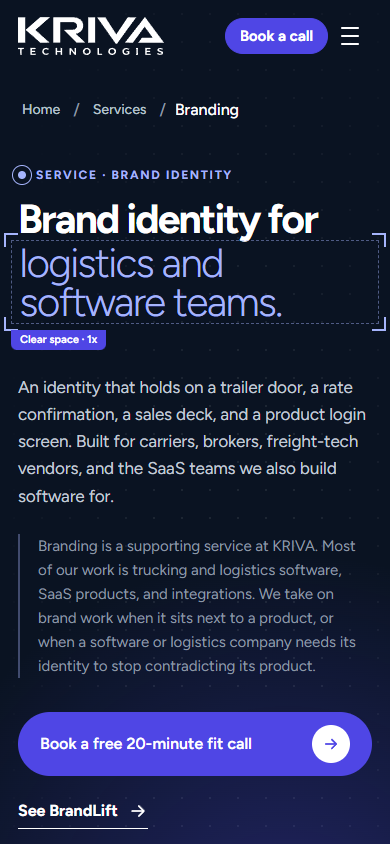 KRIVA
TECHNOLOGIES
Book a call
Home / Services / Branding
SERVICE · BRAND IDENTITY
Brand identity for
logistics and
software teams.
Clear space · 1x
An identity that holds on a trailer door, a rate
confirmation, a sales deck, and a product login
screen. Built for carriers, brokers, freight-tech
vendors, and the SaaS teams we also build
software for.
Branding is a supporting service at KRIVA. Most
of our work is trucking and logistics software,
SaaS products, and integrations. We take on
brand work when it sits next to a product, or
when a software or logistics company needs its
identity to stop contradicting its product.
Book a free 20-minute fit call
See BrandLift